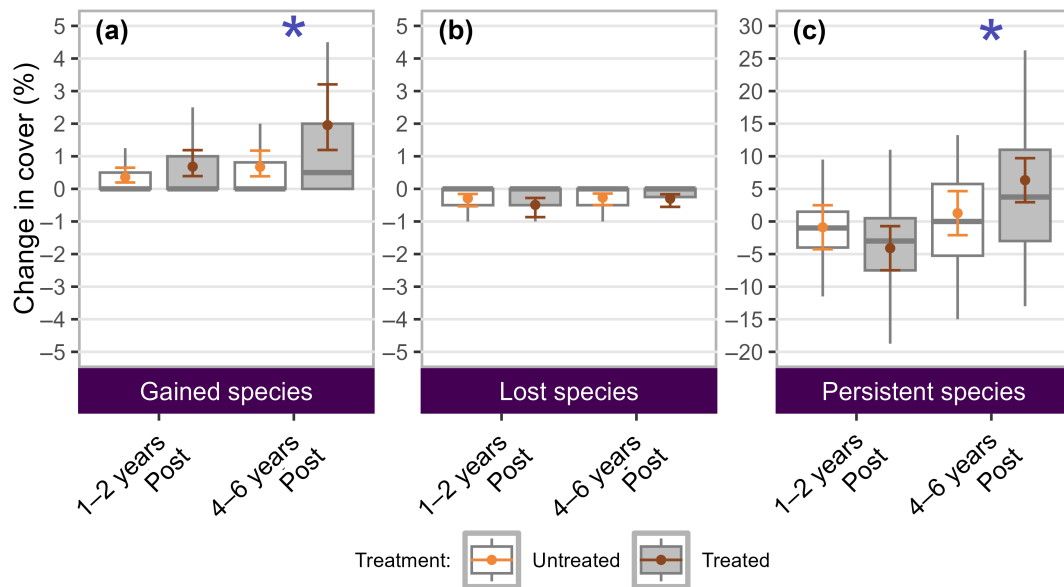 Change in cover (%)
(a)
*
5
4
3
2
1
0
–1
–2
–3
–4
–5
Gained species
1–2 years
Post
4–6 years
Post
(b)
5
4
3
2
1
0
–1
–2
–3
–4
–5
Lost species
1–2 years
Post
4–6 years
Post
(c)
*
30
25
20
15
10
5
0
–5
–10
–15
–20
Persistent species
1–2 years
Post
4–6 years
Post
Treatment: Untreated Treated